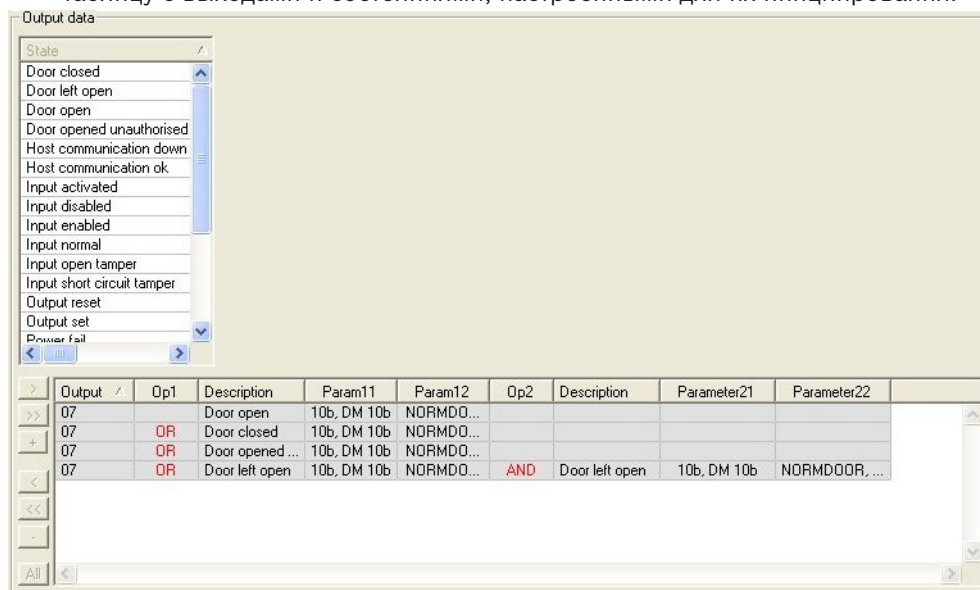 Output data
State
Door closed
Door left open
Door open
Door opened unauthorised
Host communication down
Host communication ok
Input activated
Input disabled
Input enabled
Input normal
Input open tamper
Input short circuit tamper
Output reset
Output set
Power fail
> Output Op1 Description Param11 Param12 Op2 Description Parameter21 Parameter22
>> 07 Door open 10b, DM 10b NORMDO...
07 OR Door closed 10b, DM 10b NORMDO...
+ 07 OR Door opened ... 10b, DM 10b NORMDO...
07 OR Door left open 10b, DM 10b NORMDO... AND Door left open 10b, DM 10b NORMDOOR, ...
<
<<
-
All